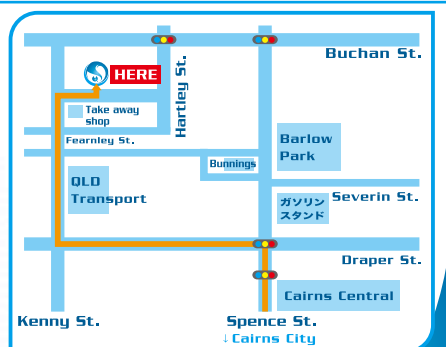 Buchan St.
HERE
Hartley St.
Take away
shop
Fearnley St.
Barlow
Park
Bunnings
QLD
Transport
Severin St.
ガソリン
スタンド
Draper St.
Cairns Central
Kenny St.
Spence St.
↓Cairns City